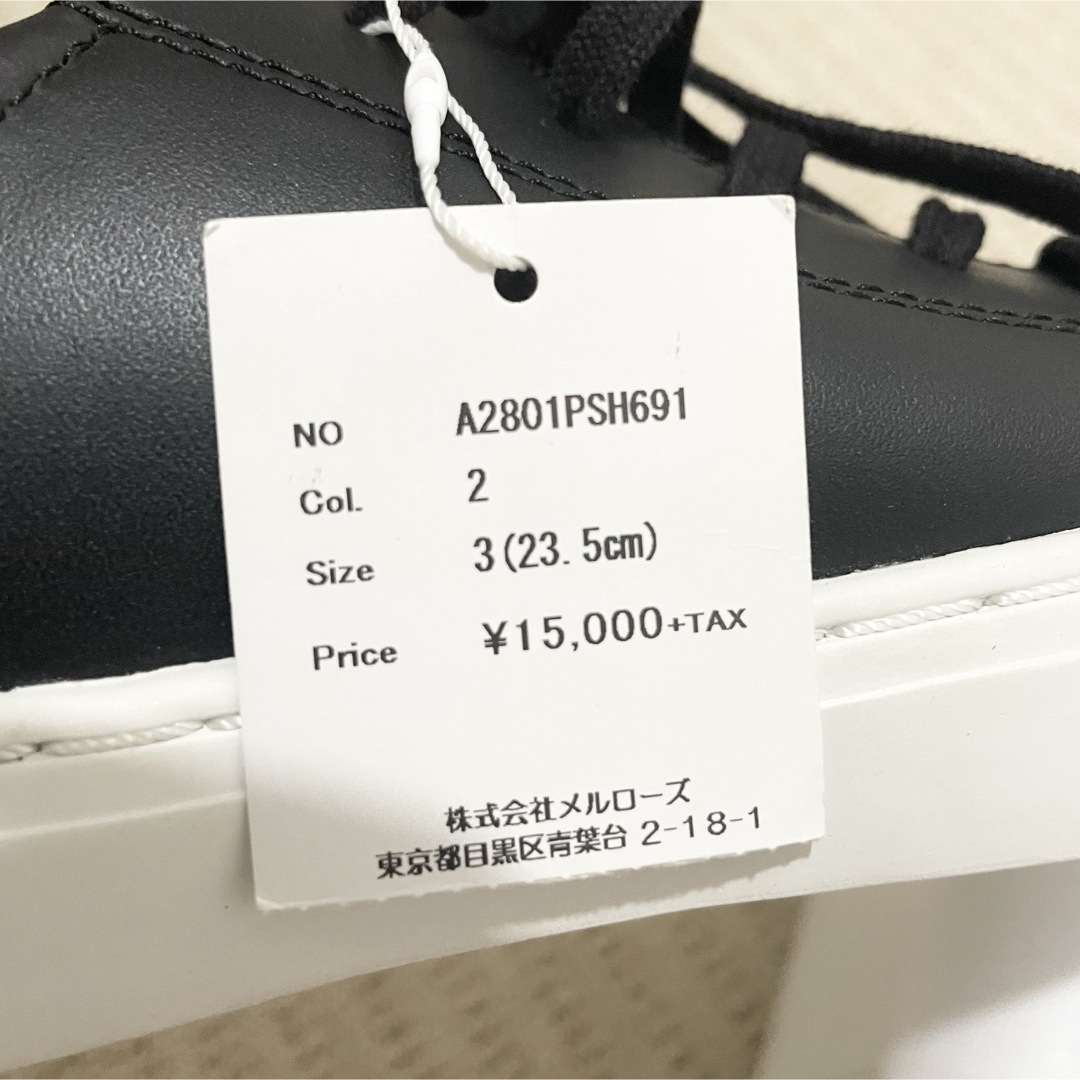 NO A2801PSH691
Col. 2
Size 3(23.5cm)
Price ¥15,000+TAX
株式会社メルローズ
東京都目黒区青葉台 2-18-1